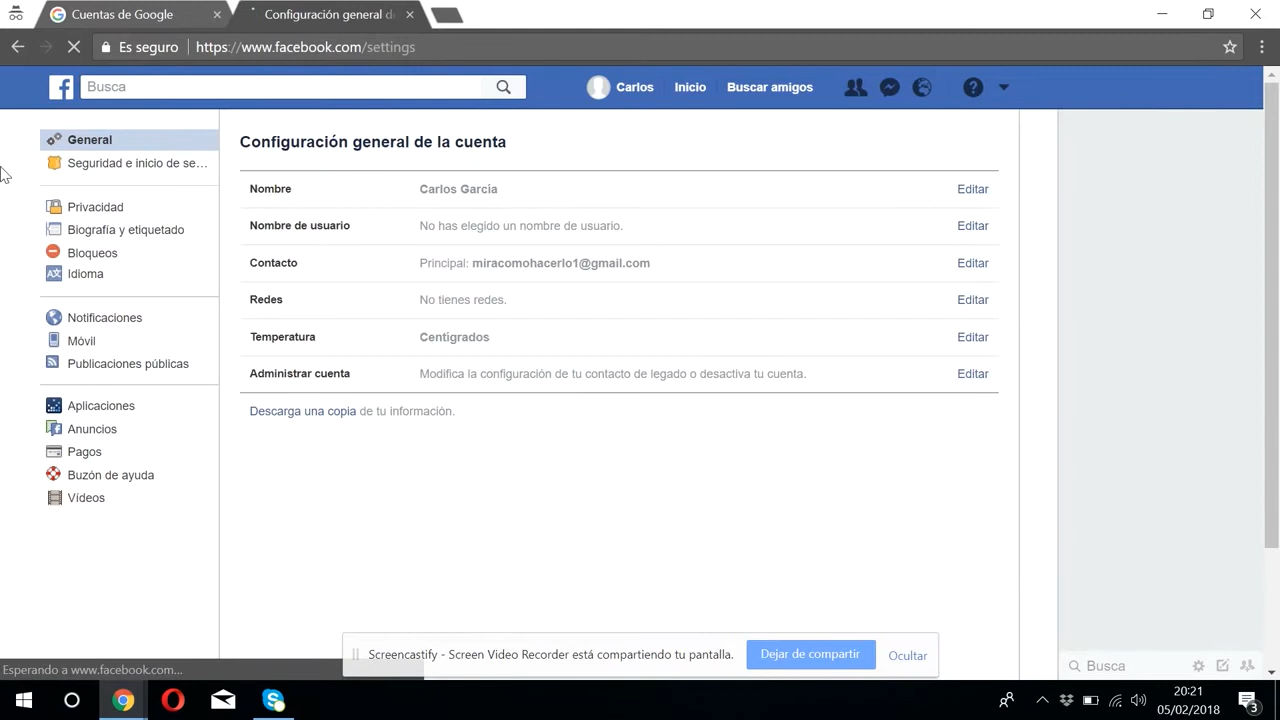 Cuentas de Google
Configuración general d
Es seguro
https://www.facebook.com/settings
Busca
Carlos
Inicio
Buscar amigos
General
Seguridad e inicio de se...
Privacidad
Biografía y etiquetado
Bloqueos
Idioma
Notificaciones
Móvil
Publicaciones públicas
Aplicaciones
Anuncios
Pagos
Buzón de ayuda
Vídeos
Configuración general de la cuenta
Nombre Carlos García Editar
Nombre de usuario No has elegido un nombre de usuario. Editar
Contacto Principal: miracomohacerlo1@gmail.com Editar
Redes No tienes redes. Editar
Temperatura Centigrados Editar
Administrar cuenta Modifica la configuración de tu contacto de legado o desactiva tu cuenta. Editar
Descarga una copia de tu información.
Screencastify - Screen Video Recorder está compartiendo tu pantalla.
Dejar de compartir
Ocultar
Esperando a www.facebook.com...
Busca
20:21
05/02/2018
3